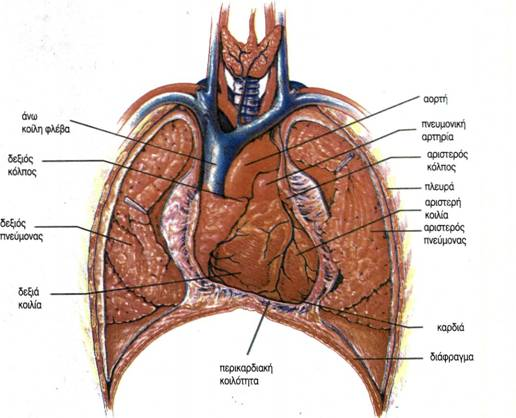 άνω
κοίλη φλέβα
δεξιός
κόλπος
δεξιός
πνεύμονας
δεξιά
κοιλία
περικαρδιακή
κοιλότητα
αορτή
πνευμονική
αρτηρία
αριστερός
κόλπος
πλευρά
αριστερή
κοιλία
αριστερός
πνεύμονας
καρδιά
διάφραγμα